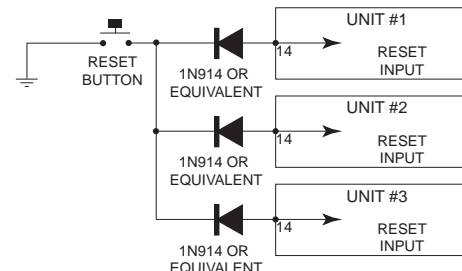 UNIT #1
14
RESET
INPUT
RESET
BUTTON
1N914 OR
EQUIVALENT
UNIT #2
14
RESET
INPUT
1N914 OR
EQUIVALENT
UNIT #3
14
RESET
INPUT
1N914 OR
EQUIVALENT